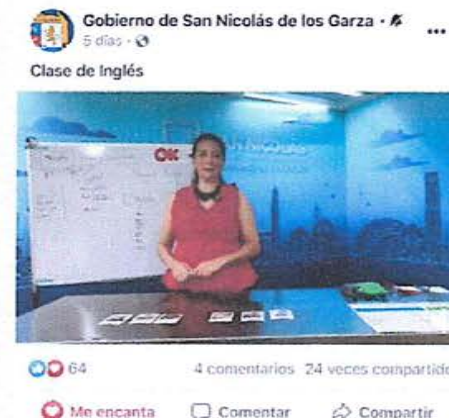 Gobierno de San Nicolás de los Garza ·
5 días ·
Clase de Inglés
OK
64
4 comentarios 24 veces compartido
Me encanta
Comentar
Compartir